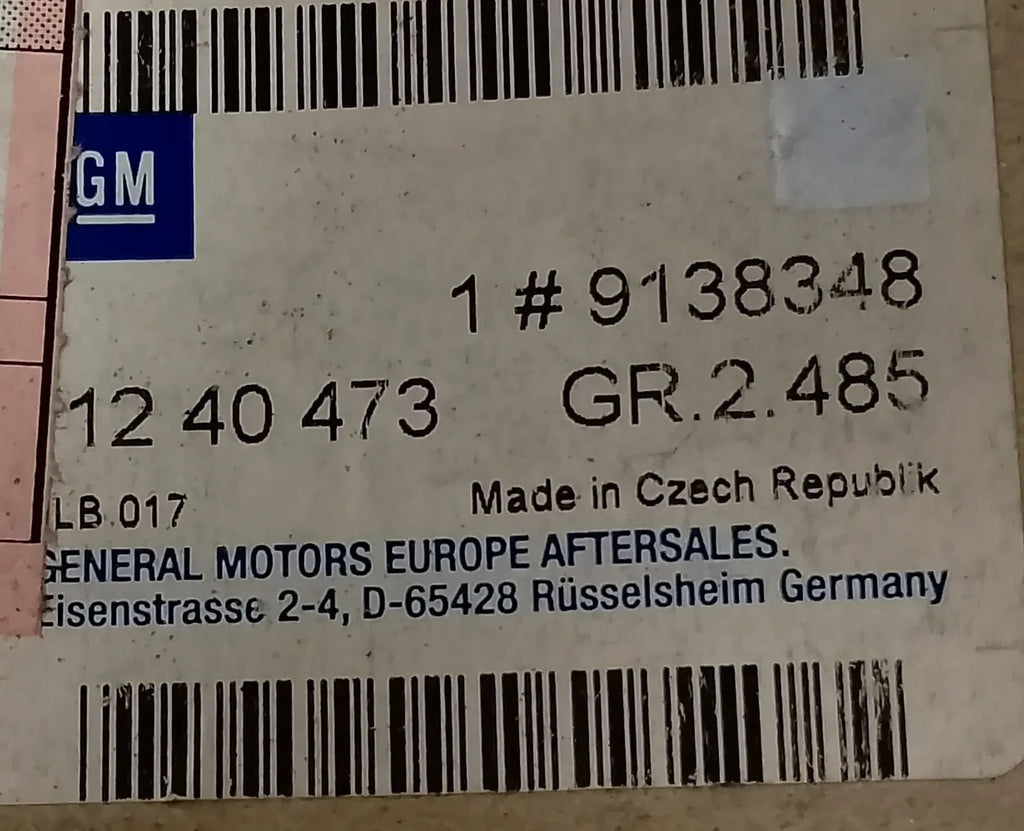 GM
1 # 9138348
12 40 473 GR.2.485
LB 017 Made in Czech Republik
GENERAL MOTORS EUROPE AFTERSALES.
Eisenstrasse 2-4, D-65428 Rüsselsheim Germany